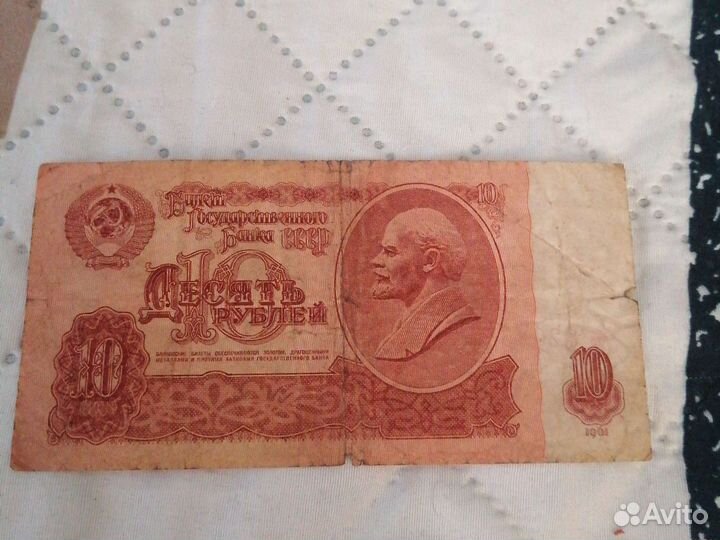 Билет
Государственного
Банка СССР
10
10
Десять
рублей
Банковские билеты обеспечиваются золотом, драгоценными
металлами и прочими активами Государственного банка
10
10
1961
Avito